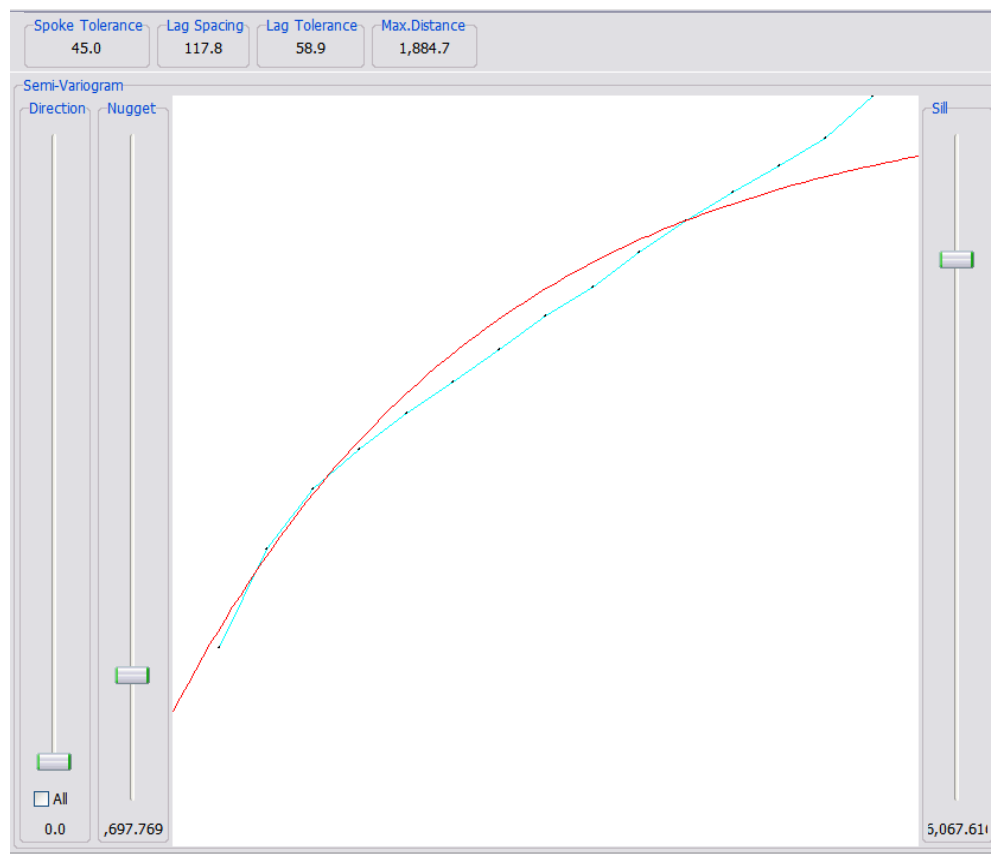 Spoke Tolerance Lag Spacing Lag Tolerance Max.Distance
45.0 117.8 58.9 1,884.7
Semi-Variogram
Direction Nugget Sill
All
0.0 ,697.769 5,067.61